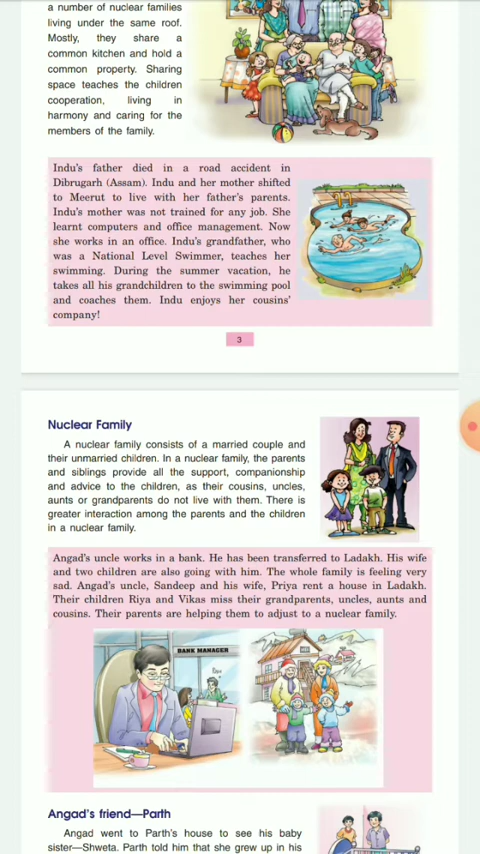 a number of nuclear families
living under the same roof.
Mostly, they share a
common kitchen and hold a
common property. Sharing
space teaches the children
cooperation, living in
harmony and caring for the
members of the family.
Indu's father died in a road accident in
Dibrugarh (Assam). Indu and her mother shifted
to Meerut to live with her father's parents.
Indu's mother was not trained for any job. She
learnt computers and office management. Now
she works in an office. Indu's grandfather, who
was a National Level Swimmer, teaches her
swimming. During the summer vacation, he
takes all his grandchildren to the swimming pool
and coaches them. Indu enjoys her cousins'
company!
3
Nuclear Family
A nuclear family consists of a married couple and
their unmarried children. In a nuclear family, the parents
and siblings provide all the support, companionship
and advice to the children, as their cousins, uncles,
aunts or grandparents do not live with them. There is
greater interaction among the parents and the children
in a nuclear family.
Angad's uncle works in a bank. He has been transferred to Ladakh. His wife
and two children are also going with him. The whole family is feeling very
sad. Angad's uncle, Sandeep and his wife, Priya rent a house in Ladakh.
Their children Riya and Vikas miss their grandparents, uncles, aunts and
cousins. Their parents are helping them to adjust to a nuclear family.
BANK MANAGER
Angad's friend—Parth
Angad went to Parth's house to see his baby
sister—Shweta. Parth told him that she grew up in his